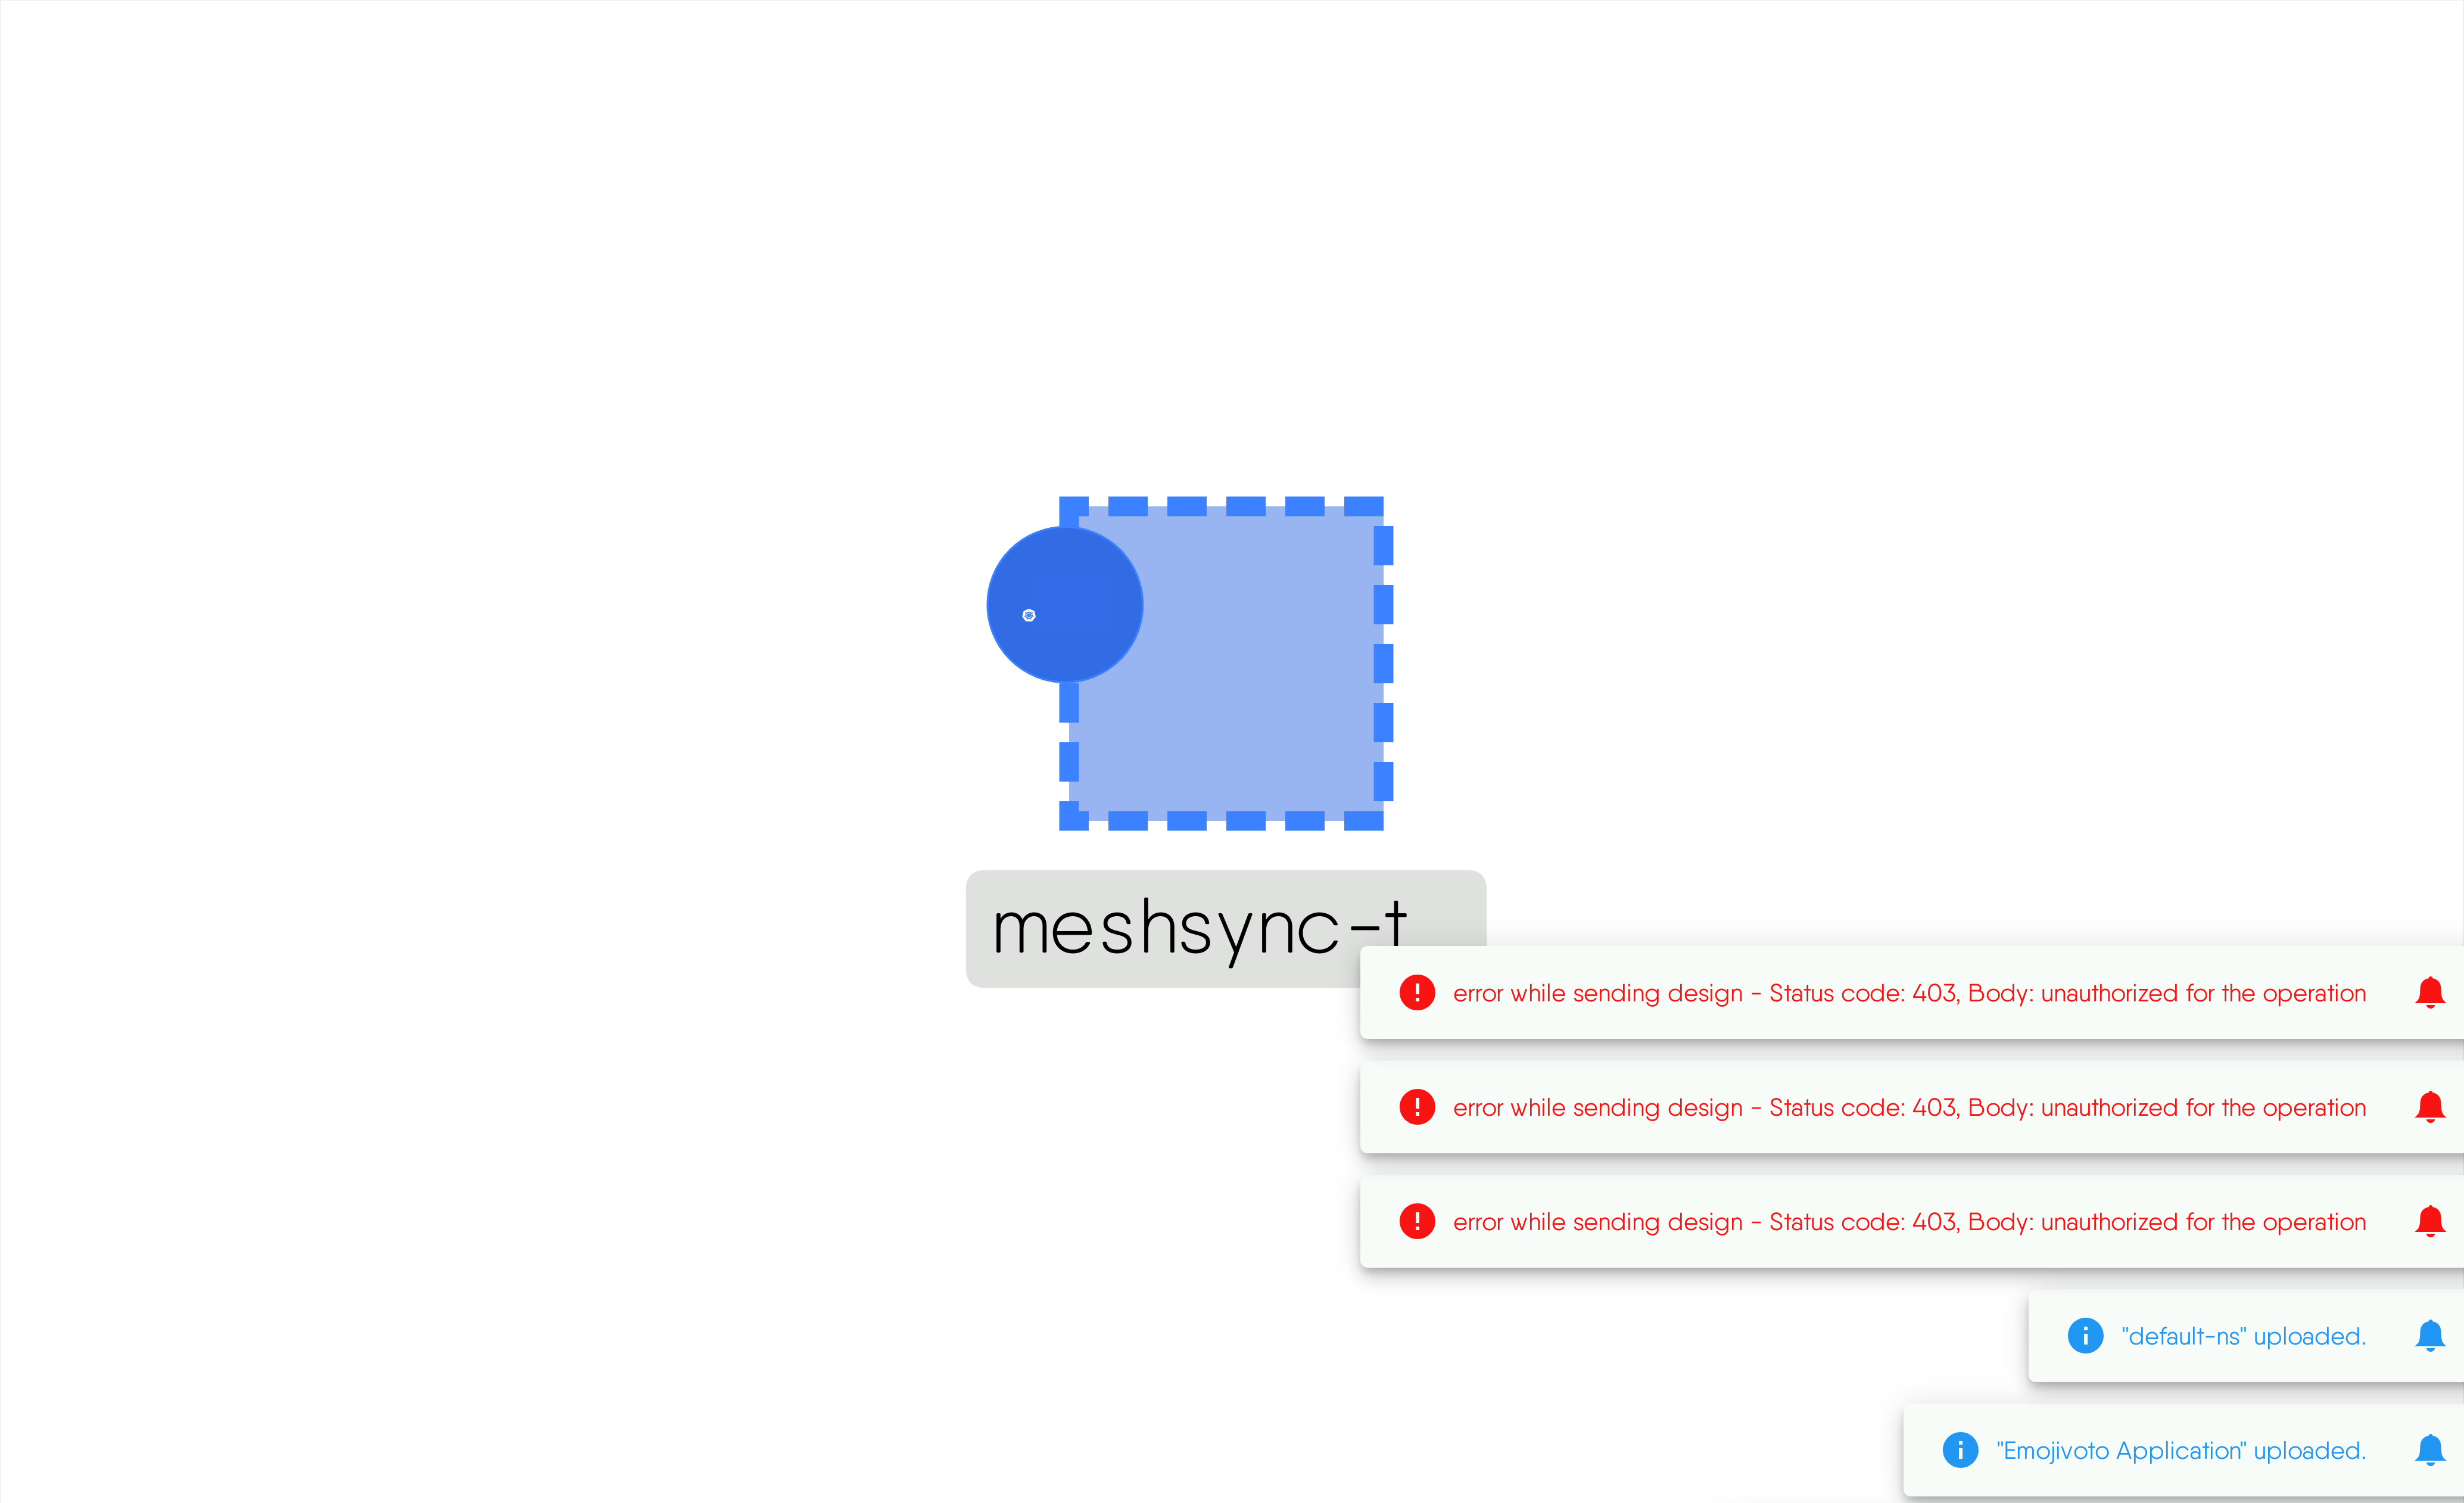 meshsync-t
error while sending design - Status code: 403, Body: unauthorized for the operation
error while sending design - Status code: 403, Body: unauthorized for the operation
error while sending design - Status code: 403, Body: unauthorized for the operation
"default-ns" uploaded.
"Emojivoto Application" uploaded.